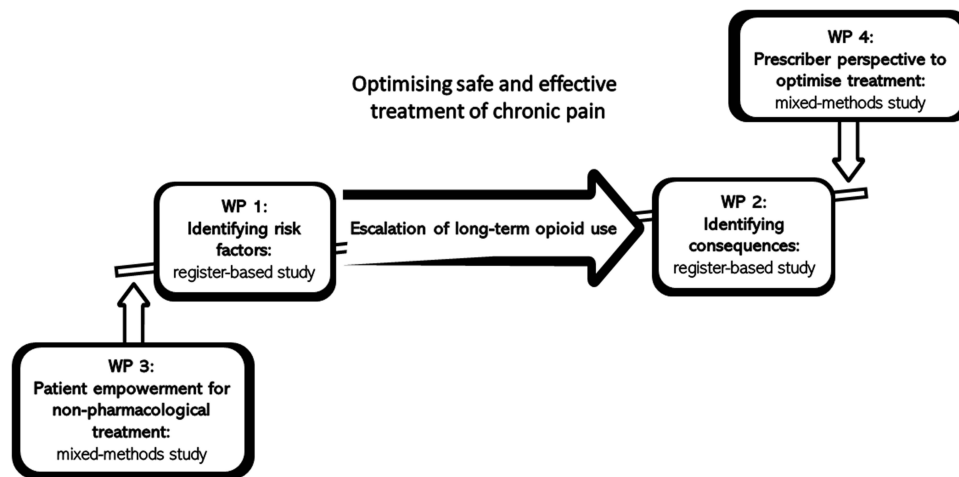 WP 4:
Prescriber perspective to
optimise treatment:
mixed-methods study
Optimising safe and effective
treatment of chronic pain
WP 1:
Identifying risk
factors:
register-based study
Escalation of long-term opioid use
WP 2:
Identifying
consequences:
register-based study
WP 3:
Patient empowerment for
non-pharmacological
treatment:
mixed-methods study